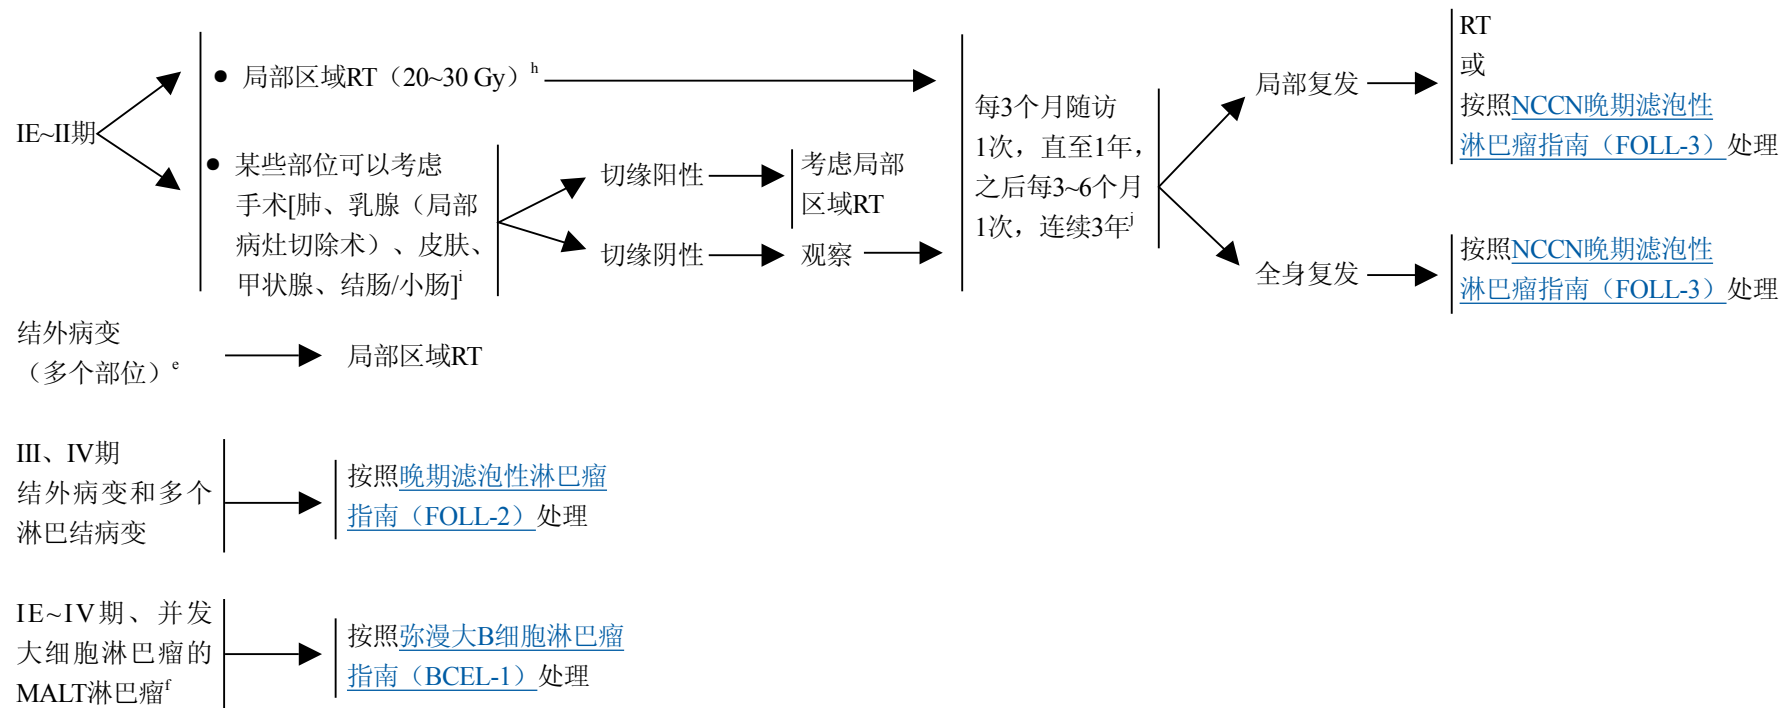 IE~II期
● 局部区域RT（20~30 Gy）h
● 某些部位可以考虑
手术[肺、乳腺（局部
病灶切除术）、皮肤、
甲状腺、结肠/小肠]i
切缘阳性
考虑局部
区域RT
切缘阴性
观察
每3个月随访
1次，直至1年，
之后每3~6个月
1次，连续3年j
局部复发
RT
或
按照NCCN晚期滤泡性
淋巴瘤指南（FOLL-3）处理
全身复发
按照NCCN晚期滤泡性
淋巴瘤指南（FOLL-3）处理
结外病变
（多个部位）e
局部区域RT
III、IV期
结外病变和多个
淋巴结病变
按照晚期滤泡性淋巴瘤
指南（FOLL-2）处理
IE~IV期、并发
大细胞淋巴瘤的
MALT淋巴瘤f
按照弥漫大B细胞淋巴瘤
指南（BCEL-1）处理